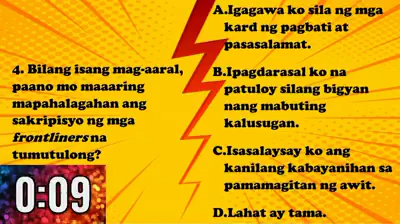 4. Bilang isang mag-aaral,
paano mo maaaring
mapahalagahan ang
sakripisyo ng mga
frontliners na
tumutulong?
0:09
A.Igagawa ko sila ng mga
kard ng pagbati at
pasasalamat.
B.Ipagdarasal ko na
patuloy silang bigyan
nang mabuting
kalusugan.
C.Isasalaysay ko ang
kanilang kabayanihan sa
pamamagitan ng awit.
D.Lahat ay tama.